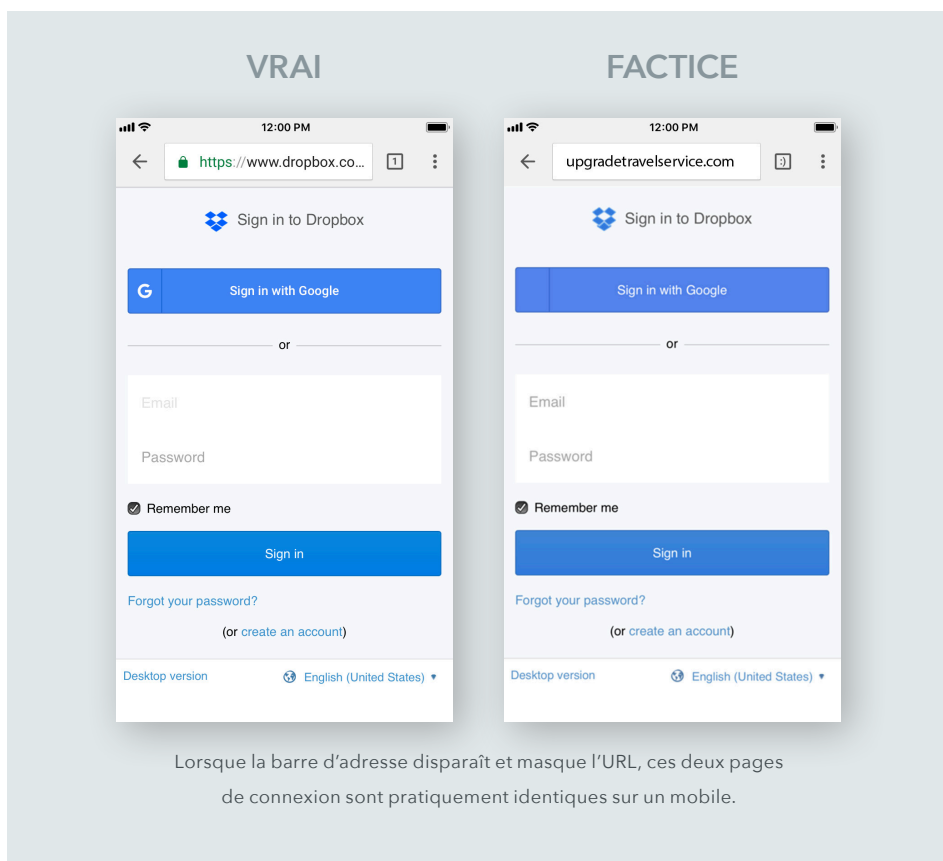 VRAI
12:00 PM
https://www.dropbox.co...
1
Sign in to Dropbox
G
Sign in with Google
or
Email
Password
Remember me
Sign in
Forgot your password?
(or create an account)
Desktop version
English (United States)
FACTICE
12:00 PM
upgradetravelservice.com
:)
Sign in to Dropbox
Sign in with Google
or
Email
Password
Remember me
Sign in
Forgot your password?
(or create an account)
Desktop version
English (United States)
Lorsque la barre d’adresse disparaît et masque l’URL, ces deux pages
de connexion sont pratiquement identiques sur un mobile.